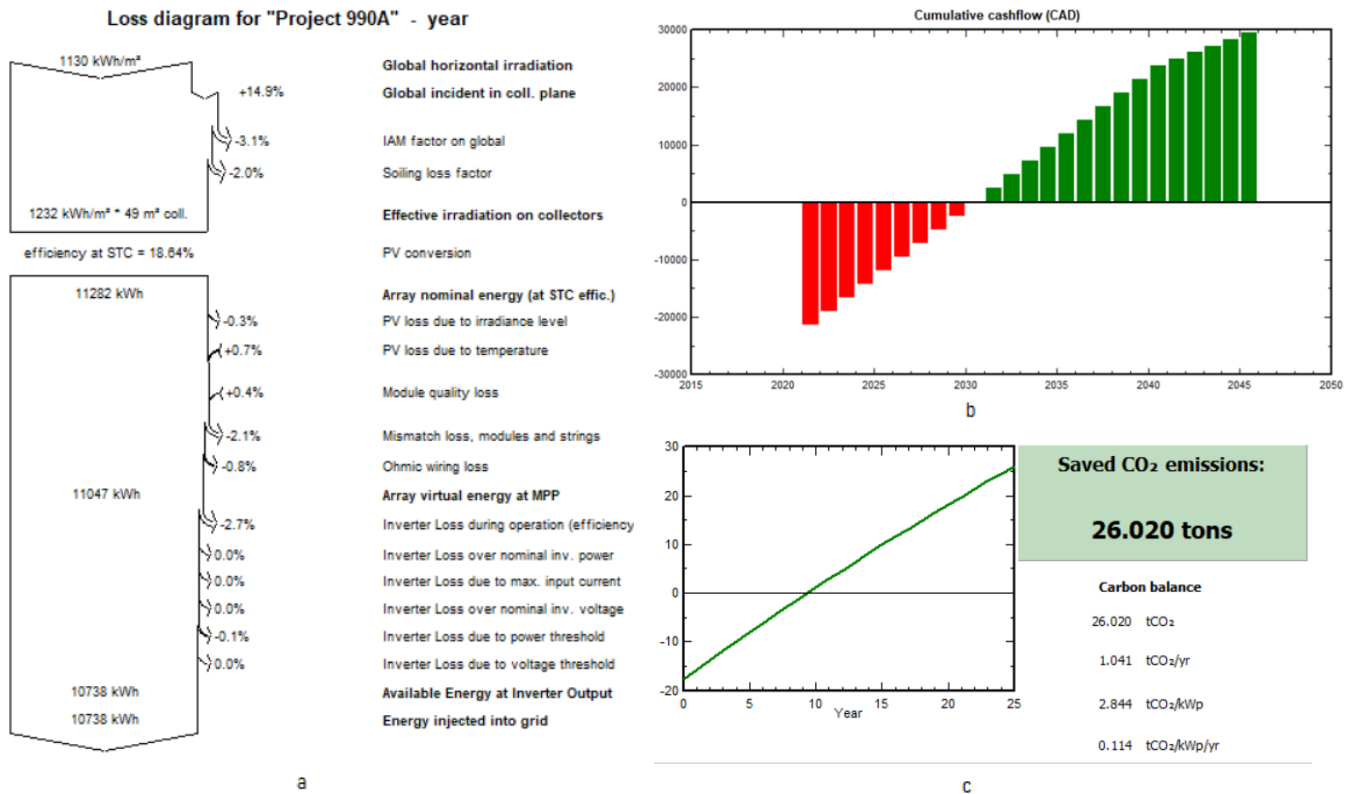 Loss diagram for "Project 990A" - year
1130 kWh/m²
Global horizontal irradiation
+14.9%
Global incident in coll. plane
-3.1%
IAM factor on global
-2.0%
Soiling loss factor
1232 kWh/m² * 49 m² coll.
Effective irradiation on collectors
efficiency at STC = 18.64%
PV conversion
11282 kWh
Array nominal energy (at STC effic.)
-0.3%
PV loss due to irradiance level
+0.7%
PV loss due to temperature
+0.4%
Module quality loss
-2.1%
Mismatch loss, modules and strings
-0.8%
Ohmic wiring loss
11047 kWh
Array virtual energy at MPP
-2.7%
Inverter Loss during operation (efficiency
0.0%
Inverter Loss over nominal inv. power
0.0%
Inverter Loss due to max. input current
0.0%
Inverter Loss over nominal inv. voltage
-0.1%
Inverter Loss due to power threshold
0.0%
Inverter Loss due to voltage threshold
10738 kWh
Available Energy at Inverter Output
10738 kWh
Energy injected into grid
a
Cumulative cashflow (CAD)
30000
20000
10000
0
-10000
-20000
-30000
2015 2020 2025 2030 2035 2040 2045 2050
b
30
20
10
0
-10
-20
0 5 10 15 20 25
Year
Saved CO₂ emissions:
26.020 tons
Carbon balance
26.020 tCO₂
1.041 tCO₂/yr
2.844 tCO₂/kWp
0.114 tCO₂/kWp/yr
c